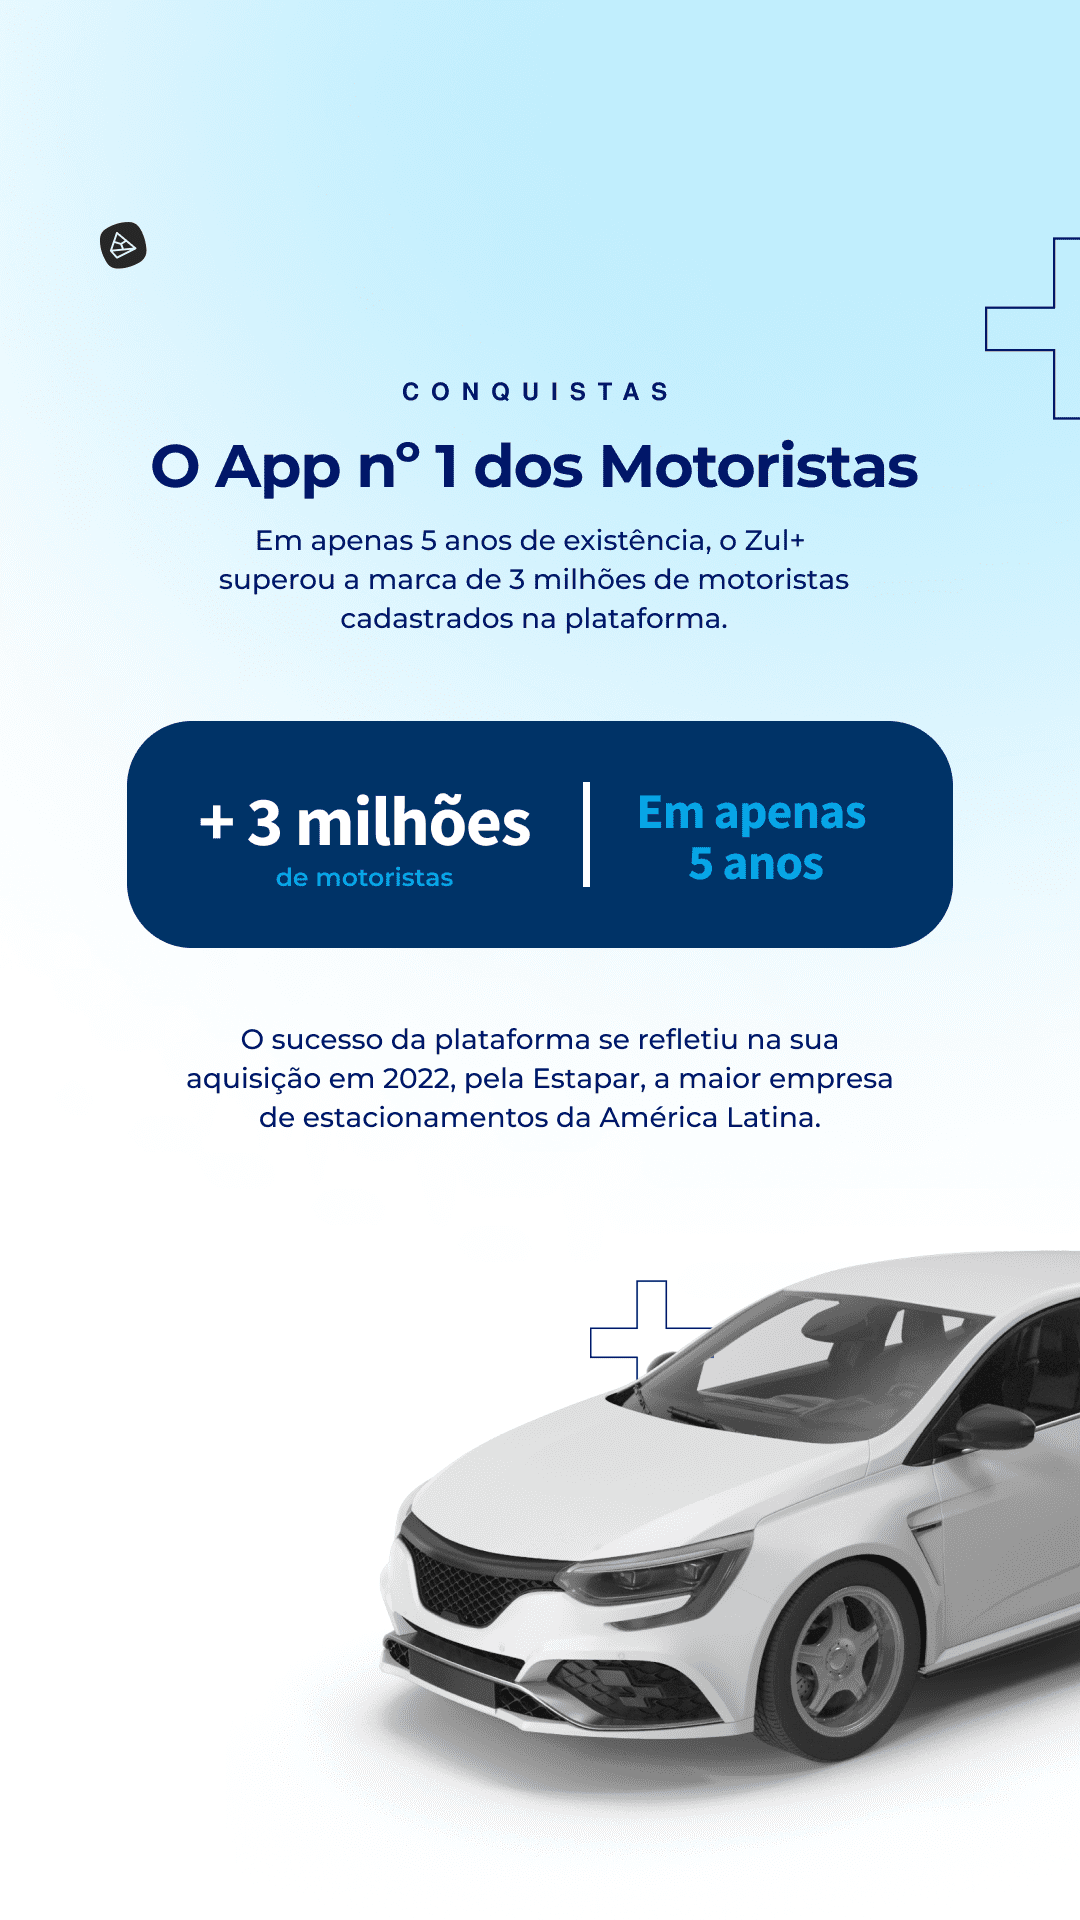 CONQUISTAS
O App nº 1 dos Motoristas
Em apenas 5 anos de existência, o Zul+
superou a marca de 3 milhões de motoristas
cadastrados na plataforma.
+ 3 milhões
de motoristas
Em apenas
5 anos
O sucesso da plataforma se refletiu na sua
aquisição em 2022, pela Estapar, a maior empresa
de estacionamentos da América Latina.